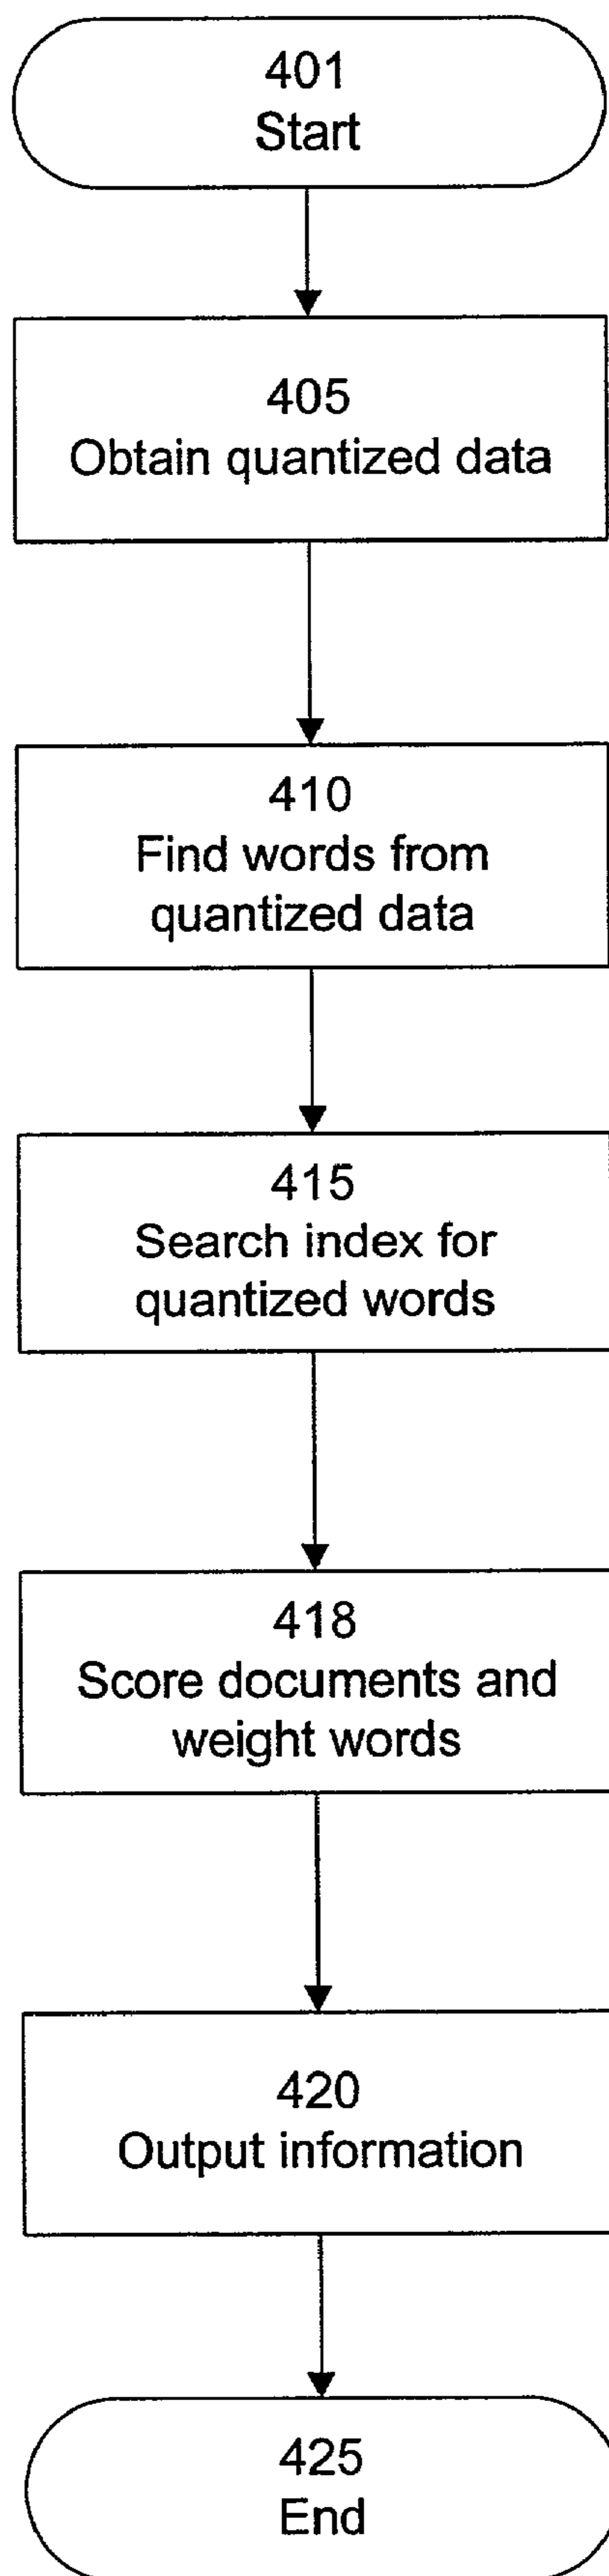 401
Start
405
Obtain quantized data
410
Find words from
quantized data
415
Search index for
quantized words
418
Score documents and
weight words
420
Output information
425
End